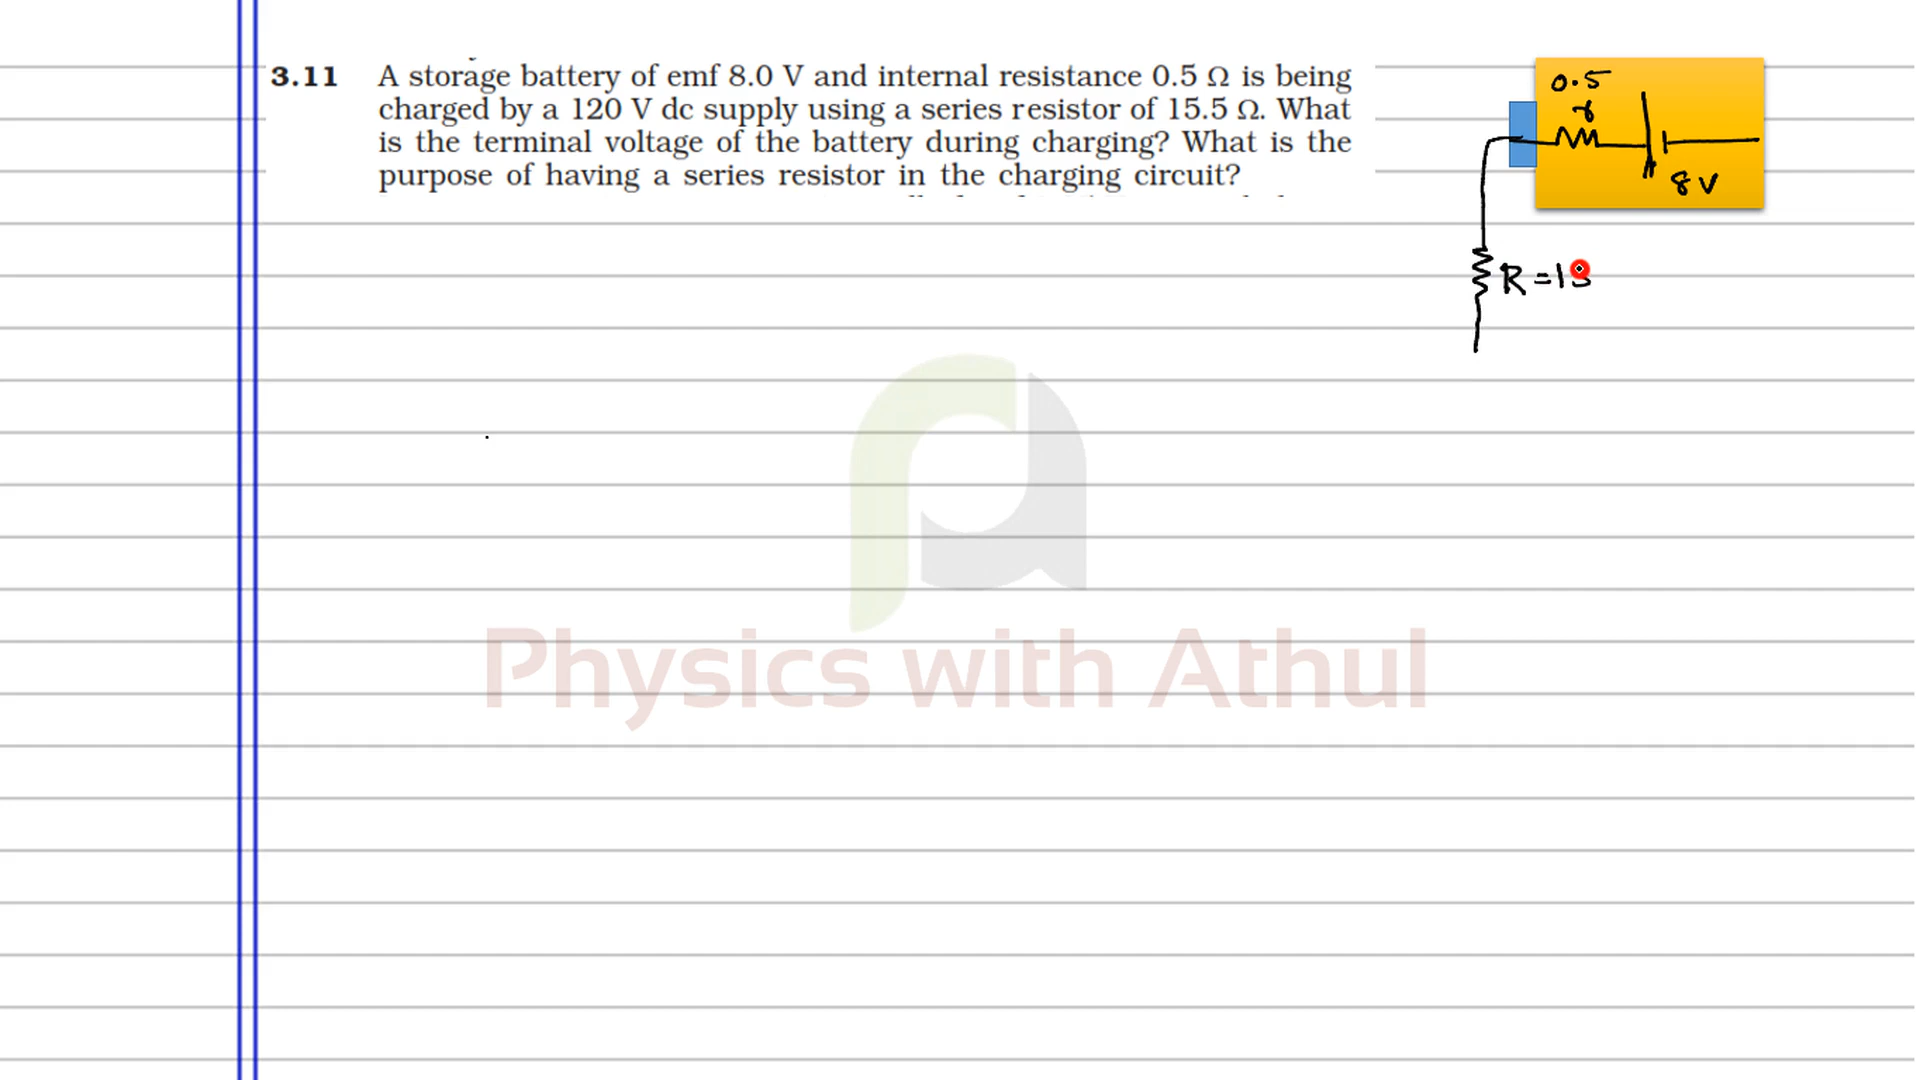 3.11 A storage battery of emf 8.0 V and internal resistance 0.5 Ω is being
charged by a 120 V dc supply using a series resistor of 15.5 Ω. What
is the terminal voltage of the battery during charging? What is the
purpose of having a series resistor in the charging circuit?
0.5
r
8 V
R = 1
Physics with Athul